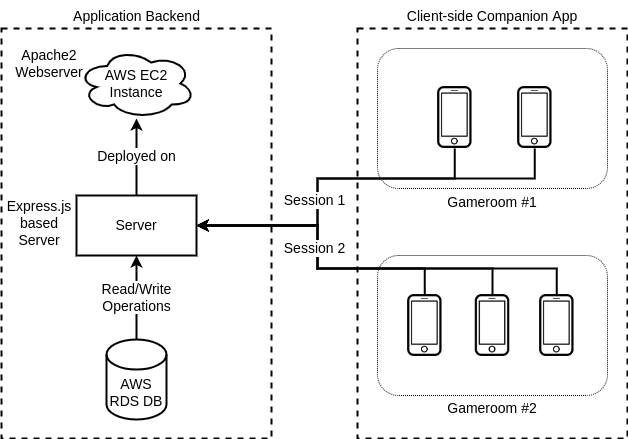 Application Backend
Client-side Companion App
Apache2
Webserver
AWS EC2
Instance
Deployed on
Express.js
based
Server
Server
Session 1
Session 2
Gameroom #1
Read/Write
Operations
AWS
RDS DB
Gameroom #2